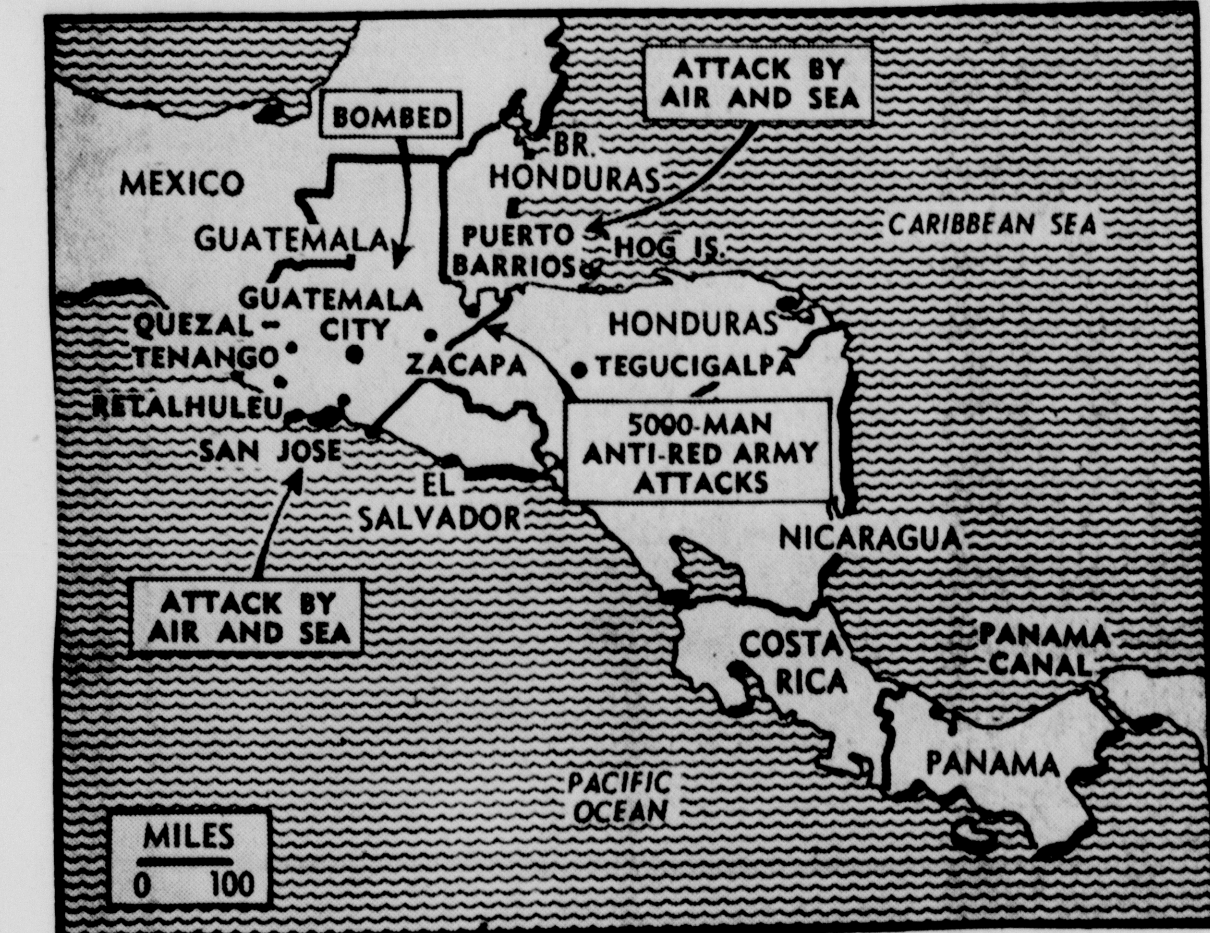 ATTACK BY
AIR AND SEA
BOMBED
BR.
HONDURAS
MEXICO
CARIBBEAN SEA
GUATEMALA
PUERTO
BARRIOS
HOG IS.
GUATEMALA
CITY
QUEZAL-
TENANGO
HONDURAS
ZACAPA
TEGUCIGALPA
RETALHULEU
SAN JOSE
5000-MAN
ANTI-RED ARMY
ATTACKS
EL
SALVADOR
NICARAGUA
ATTACK BY
AIR AND SEA
COSTA
RICA
PANAMA
CANAL
PANAMA
PACIFIC
OCEAN
MILES
0 100